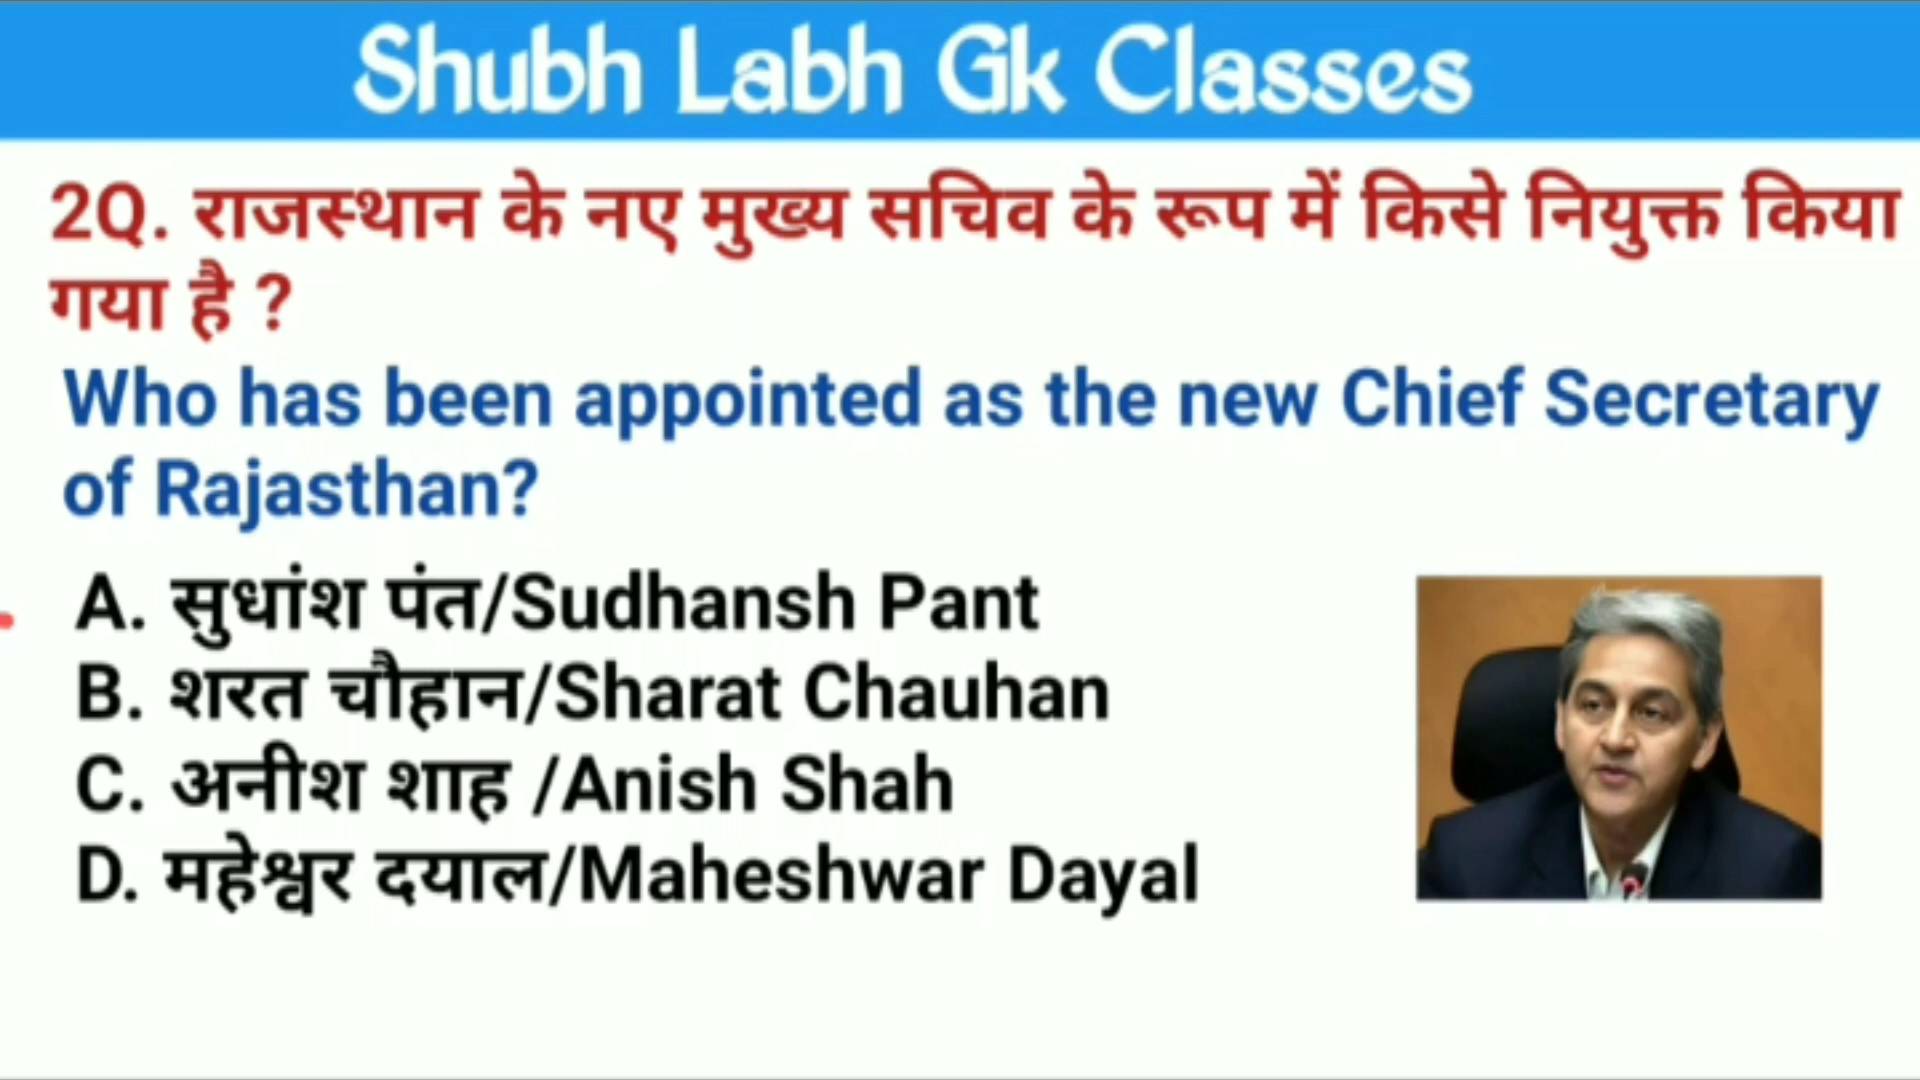 Shubh Labh Gk Classes
2Q. राजस्थान के नए मुख्य सचिव के रूप में किसे नियुक्त किया
गया है ?
Who has been appointed as the new Chief Secretary
of Rajasthan?
A. सुधांश पंत/Sudhansh Pant
B. शरत चौहान/Sharat Chauhan
C. अनीश शाह /Anish Shah
D. महेश्वर दयाल/Maheshwar Dayal